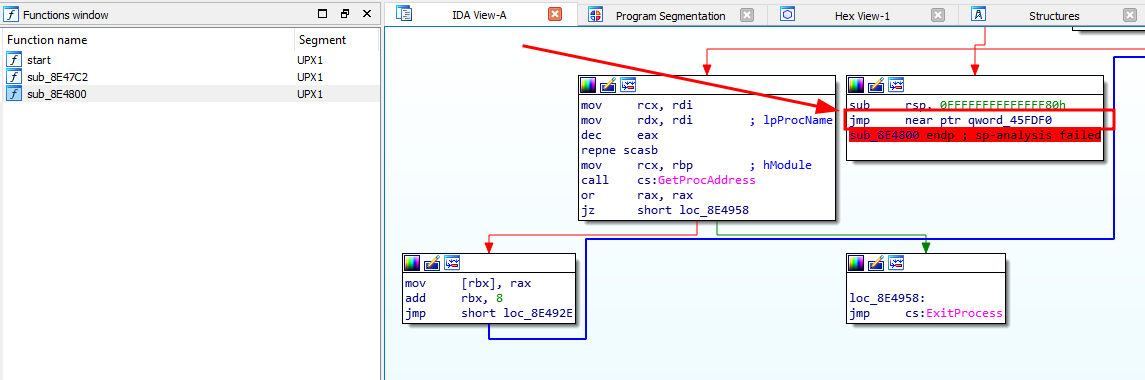 Functions window
Function name Segment
f start UPX1
f sub_8E47C2 UPX1
f sub_8E4800 UPX1
IDA View-A
Program Segmentation
Hex View-1
Structures
mov rcx, rdi
mov rdx, rdi ; lpProcName
dec eax
repne scasb
mov rcx, rbp ; hModule
call cs:GetProcAddress
or rax, rax
jz short loc_8E4958
sub rsp, 0FFFFFFFFFFFFFF80h
jmp near ptr qword_45FDF0
sub_8E4800 endp ; sp-analysis failed
mov [rbx], rax
add rbx, 8
jmp short loc_8E492E
loc_8E4958:
jmp cs:ExitProcess